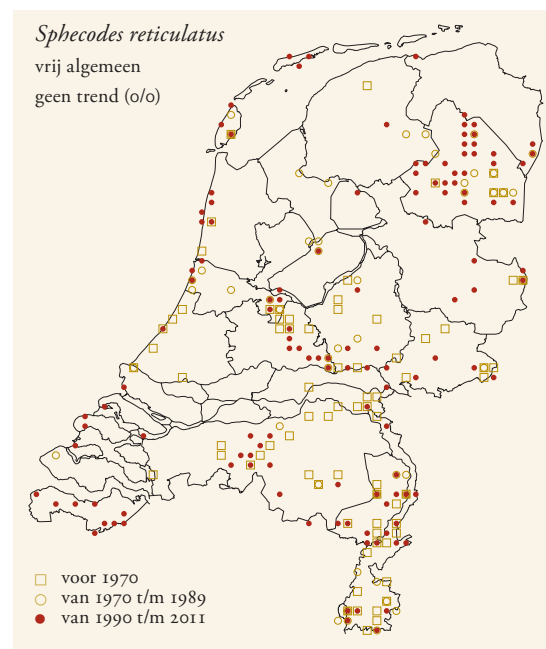 Sphecodes reticulatus
vrij algemeen
geen trend (0/0)
voor 1970
van 1970 t/m 1989
van 1990 t/m 2011